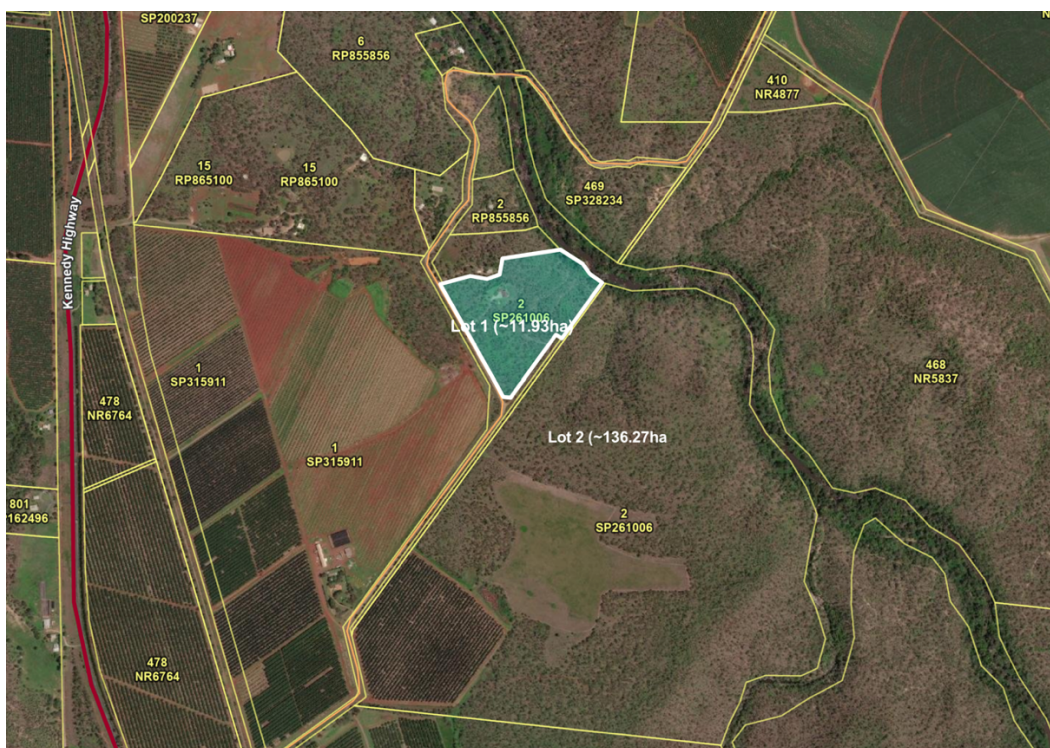 SP200237
6
RP855856
410
NR4877
15
RP865100
15
RP865100
469
SP328234
2
RP855856
Kennedy Highway
2
SP261006
Lot 1 (~11.93ha)
1
SP315911
468
NR5837
478
NR6764
Lot 2 (~136.27ha
1
SP315911
801
162496
2
SP261006
478
NR6764